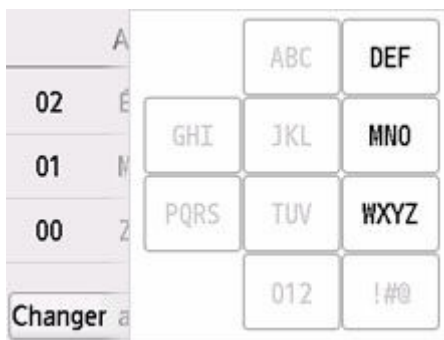 A
ABC DEF
02 É
GHI JKL MNO
01 M
PQRS TUV WXYZ
00 Z
012 !#@
Changer a